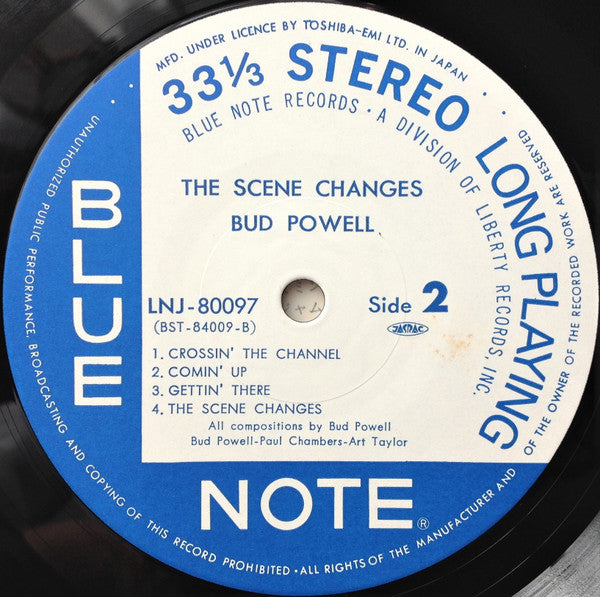 MFD. UNDER LICENCE BY TOSHIBA-EMI LTD. IN JAPAN
33 1/3 STEREO LONG PLAYING
BLUE NOTE RECORDS • A DIVISION OF LIBERTY RECORDS, INC.
THE SCENE CHANGES
BUD POWELL
LNJ-80097
Side 2
(BST-84009-B)
JASRAC
1. CROSSIN' THE CHANNEL
2. COMIN' UP
3. GETTIN' THERE
4. THE SCENE CHANGES
All compositions by Bud Powell
Bud Powell-Paul Chambers-Art Taylor
BLUE
NOTE®
UNAUTHORIZED PUBLIC PERFORMANCE, BROADCASTING AND COPYING OF THIS RECORD PROHIBITED • ALL RIGHTS OF THE MANUFACTURER AND OF THE OWNER OF THE RECORDED WORK ARE RESERVED